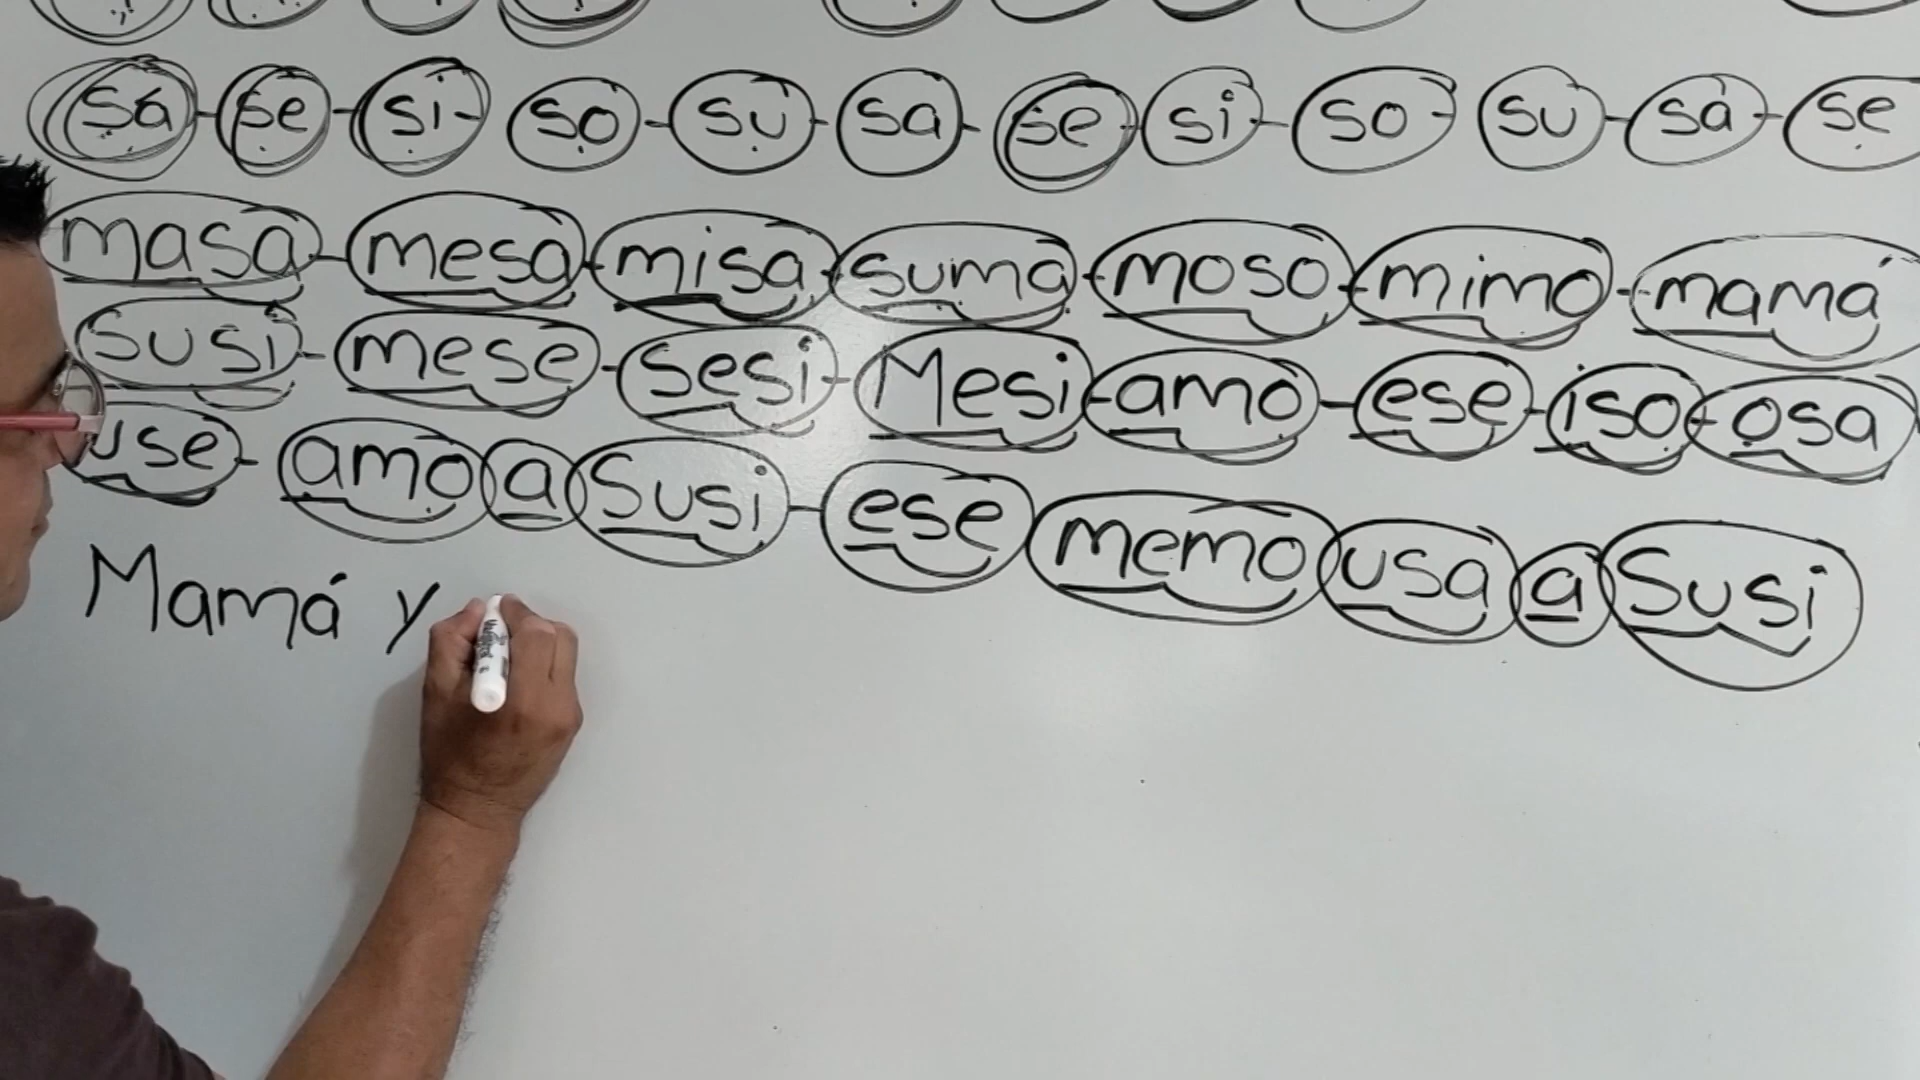 sa-se-si-so-su-sa-se-si-so-su-sa-se
masa-mesa-misa-suma-moso-mimo-mamá
susi-mese-sesi-Mesi-amo-ese-iso-osa
use-amo a Susi-ese memo usa a Susi
Mamá y